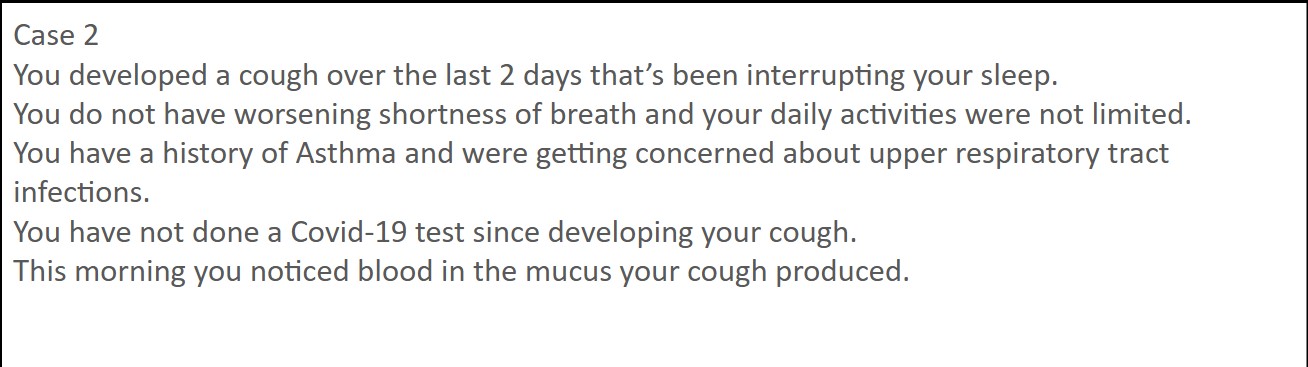 Case 2
You developed a cough over the last 2 days that’s been interrupting your sleep.
You do not have worsening shortness of breath and your daily activities were not limited.
You have a history of Asthma and were getting concerned about upper respiratory tract
infections.
You have not done a Covid-19 test since developing your cough.
This morning you noticed blood in the mucus your cough produced.